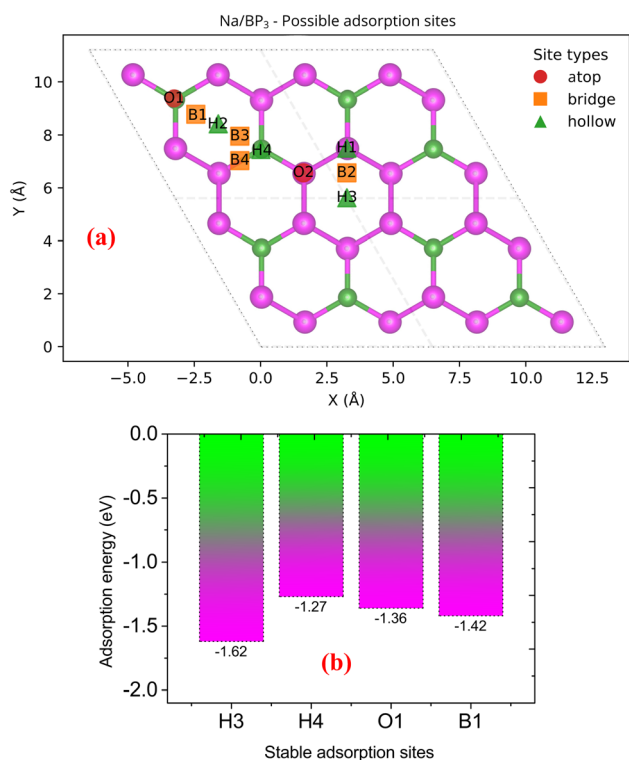 Na/BP₃ - Possible adsorption sites
Site types
atop
bridge
hollow
O1
B1
H2
B3
B4
H4
H1
O2
B2
H3
(a)
Y (Å)
10
8
6
4
2
0
−5.0 −2.5 0.0 2.5 5.0 7.5 10.0 12.5
X (Å)
Adsorption energy (eV)
0.0
-0.5
-1.0
-1.5
-2.0
-1.62
-1.27
-1.36
-1.42
(b)
H3 H4 O1 B1
Stable adsorption sites